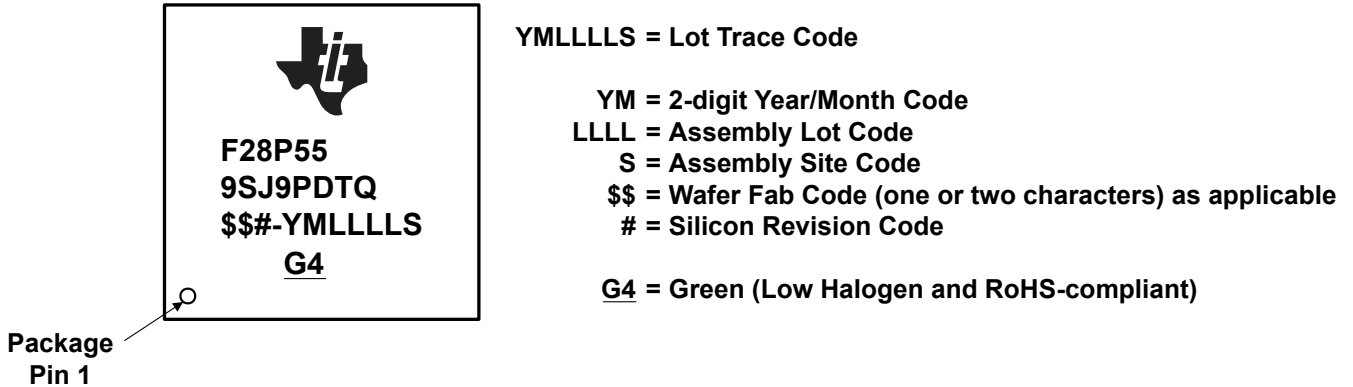 F28P55
9SJ9PDTQ
$$#-YMLLLLS
G4
Package
Pin 1
YMLLLLS = Lot Trace Code
YM = 2-digit Year/Month Code
LLLL = Assembly Lot Code
S = Assembly Site Code
$$ = Wafer Fab Code (one or two characters) as applicable
# = Silicon Revision Code
G4 = Green (Low Halogen and RoHS-compliant)